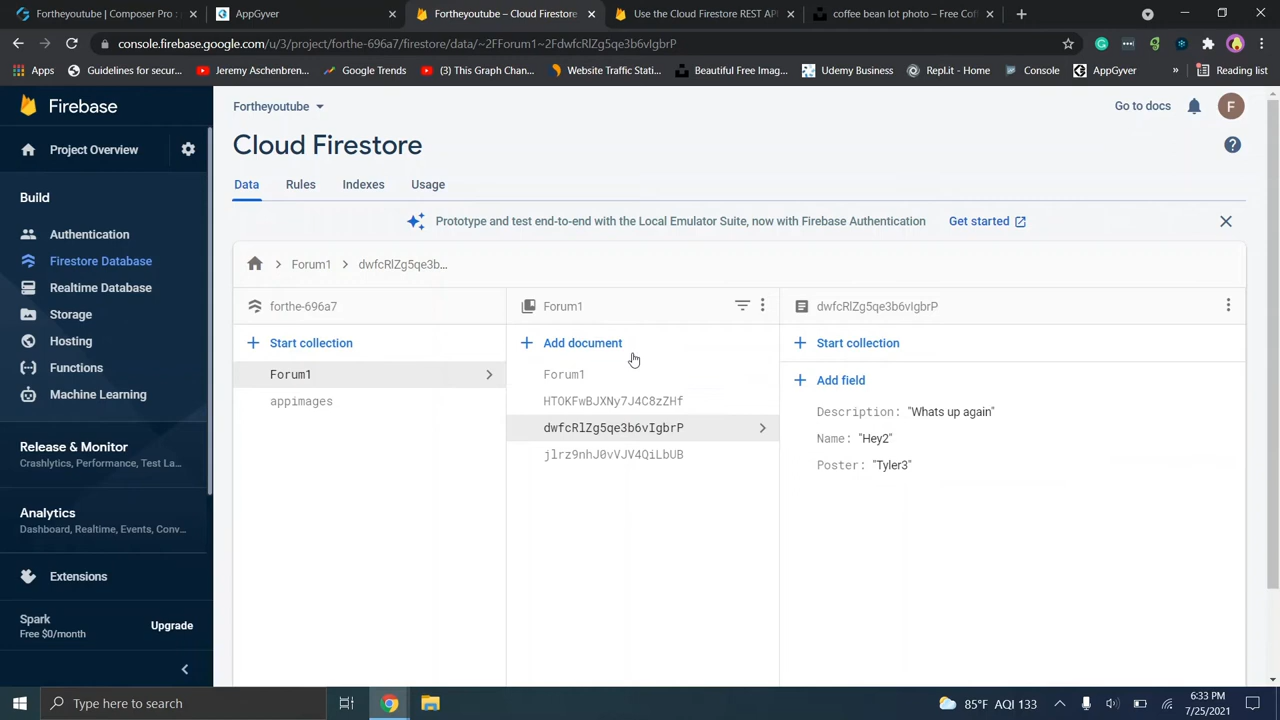 Fortheyoutube | Composer Pro :
AppGyver
Fortheyoutube – Cloud Firestore
Use the Cloud Firestore REST API
coffee bean lot photo – Free Cof
console.firebase.google.com/u/3/project/forthe-696a7/firestore/data/~2FForum1~2FdwfcRlZg5qe3b6vIgbrP
Apps
Guidelines for secur...
Jeremy Aschenbren...
Google Trends
(3) This Graph Chan...
Website Traffic Stati...
Beautiful Free Imag...
Udemy Business
RepLit - Home
Console
AppGyver
»
Reading list
Firebase
Fortheyoutube
Go to docs
F
Project Overview
Cloud Firestore
Data
Rules
Indexes
Usage
Build
Prototype and test end-to-end with the Local Emulator Suite, now with Firebase Authentication
Get started
Authentication
Firestore Database
Realtime Database
Storage
Hosting
Functions
Machine Learning
Release & Monitor
Crashlytics, Performance, Test La...
Analytics
Dashboard, Realtime, Events, Conv...
Extensions
Spark
Free $0/month
Upgrade
Forum1
dwfcRlZg5qe3b...
forthe-696a7
Start collection
Forum1
appimages
Forum1
Add document
Forum1
HTOKFwBJXNy7J4C8zZHf
dwfcRlZg5qe3b6vIgbrP
jlrz9nhJ0vVJV4QiLbUB
dwfcRlZg5qe3b6vIgbrP
Start collection
Add field
Description: "Whats up again"
Name: "Hey2"
Poster: "Tyler3"
Type here to search
85°F AQI 133
6:33 PM
7/25/2021